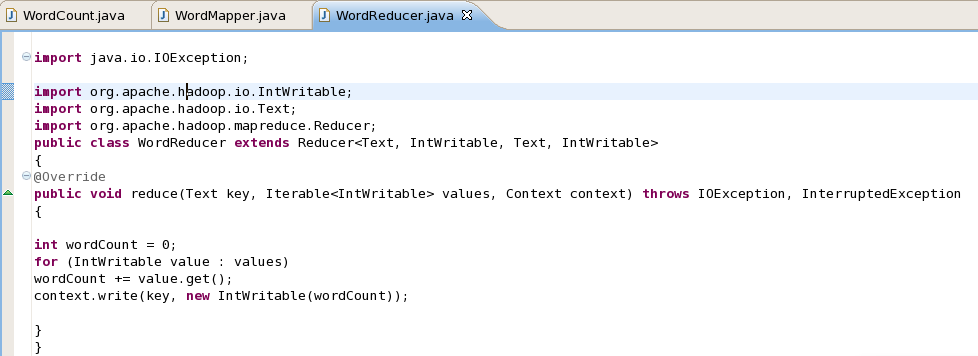 WordCount.java WordMapper.java WordReducer.java
import java.io.IOException;
import org.apache.hadoop.io.IntWritable;
import org.apache.hadoop.io.Text;
import org.apache.hadoop.mapreduce.Reducer;
public class WordReducer extends Reducer<Text, IntWritable, Text, IntWritable>
{
@Override
public void reduce(Text key, Iterable<IntWritable> values, Context context) throws IOException, InterruptedException
{
int wordCount = 0;
for (IntWritable value : values)
wordCount += value.get();
context.write(key, new IntWritable(wordCount));
}
}